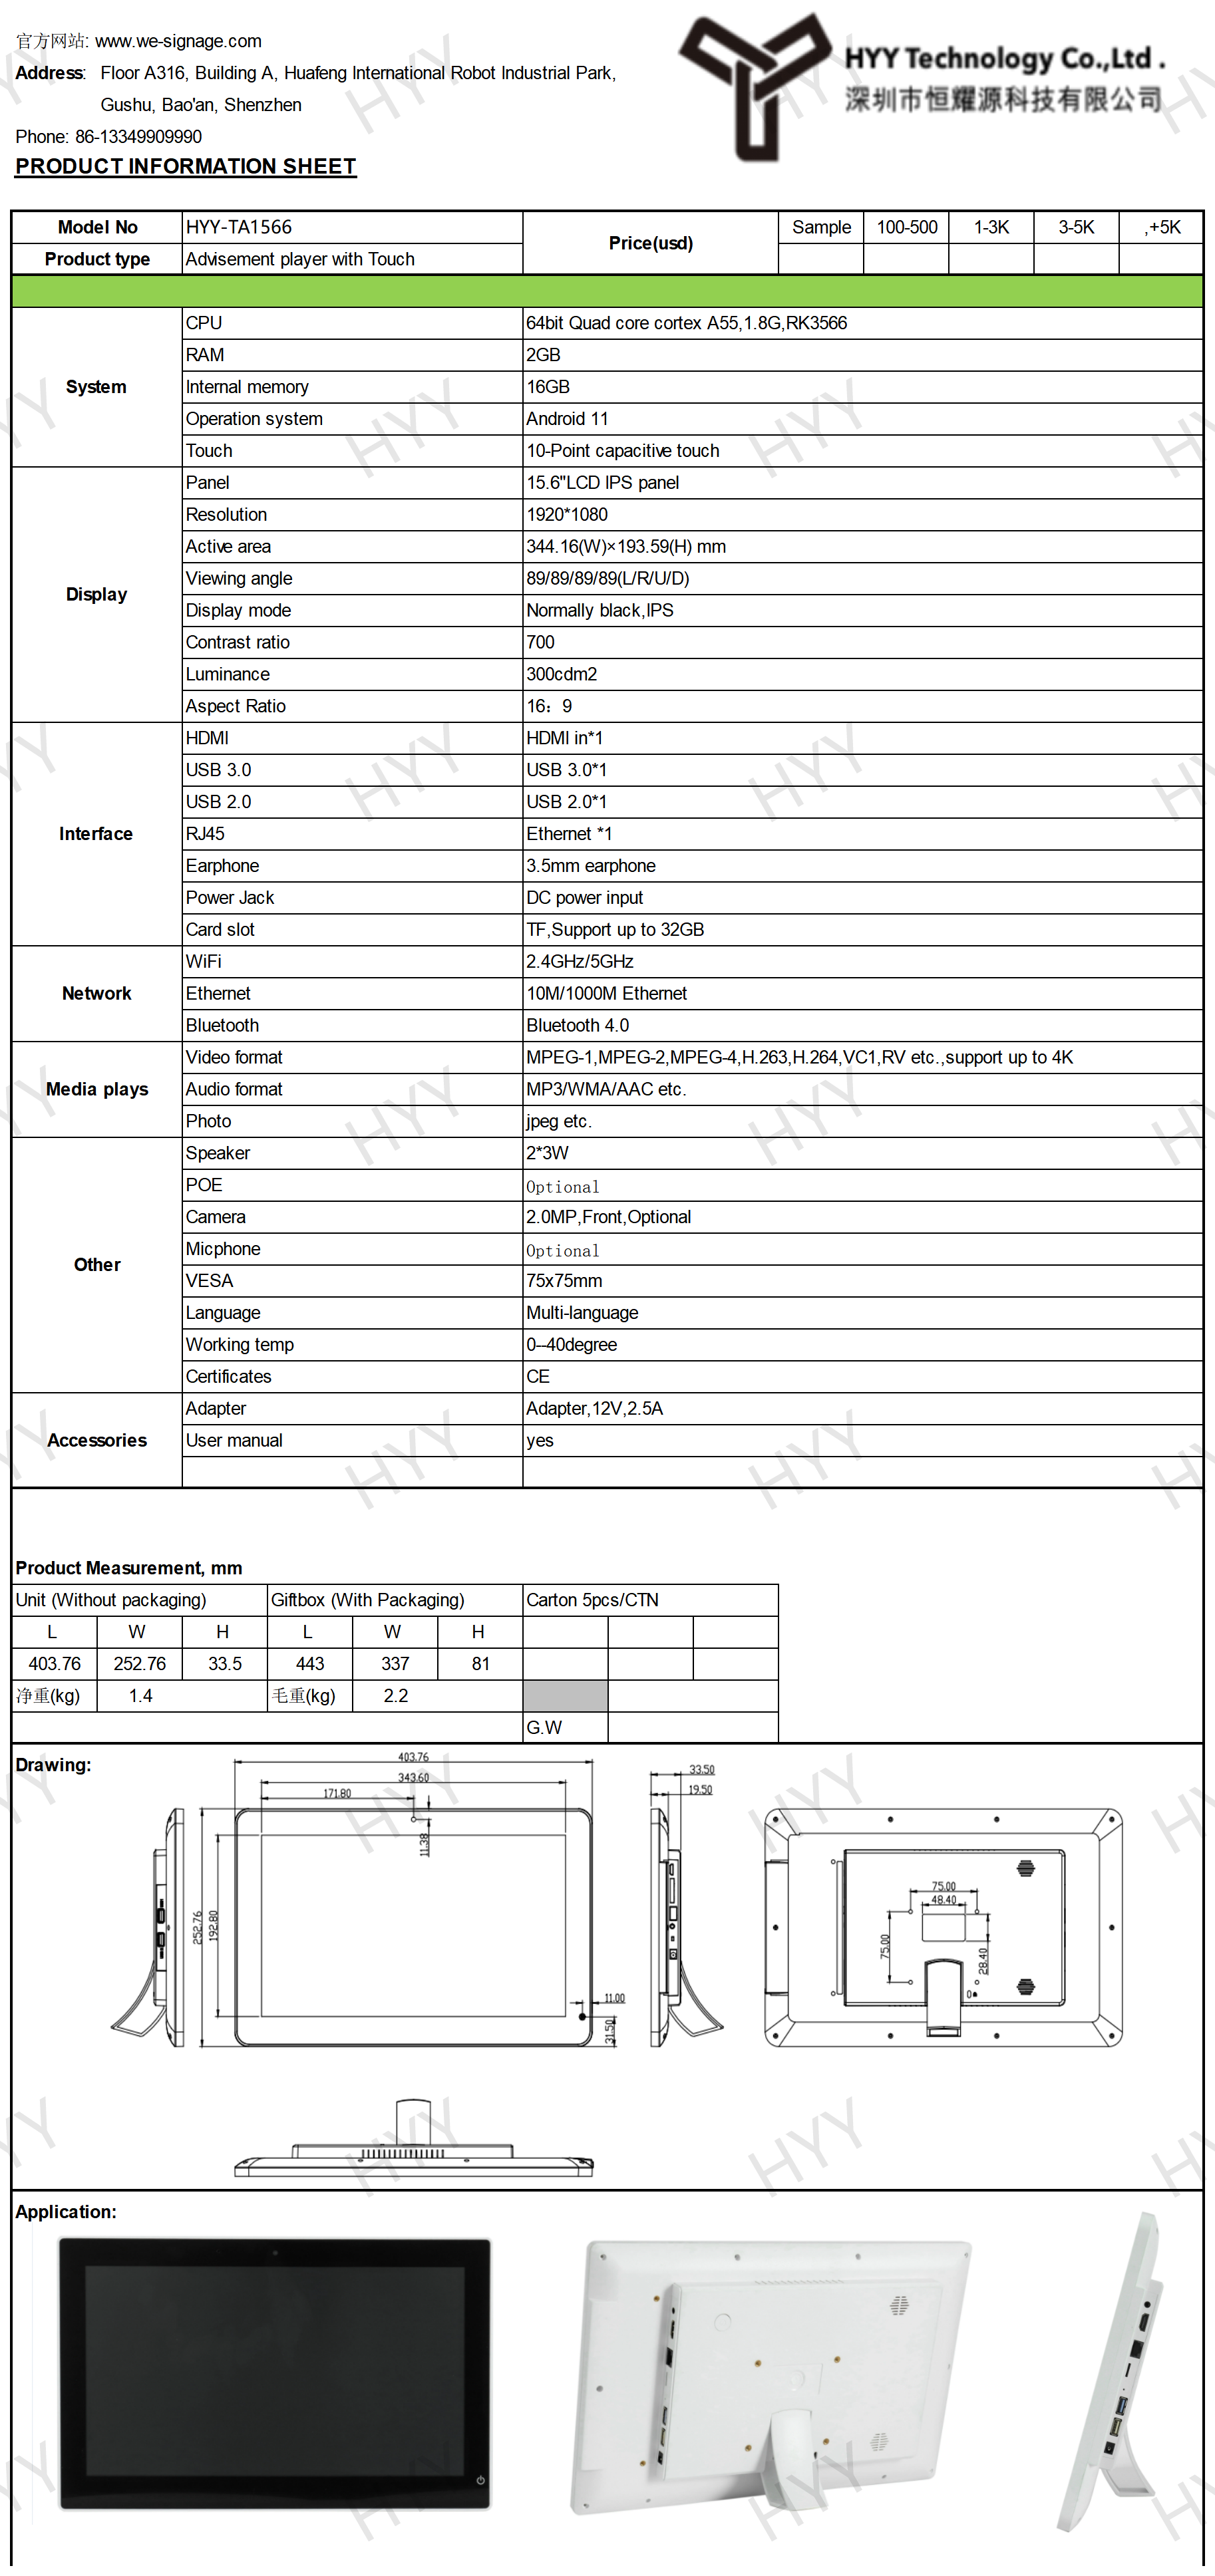 官方网站: www.we-signage.com
Address: Floor A316, Building A, Huafeng International Robot Industrial Park,
Gushu, Bao'an, Shenzhen
Phone: 86-13349909990
HYY Technology Co.,Ltd .
深圳市恒耀源科技有限公司
PRODUCT INFORMATION SHEET
Model No HYY-TA1566 Price(usd) Sample 100-500 1-3K 3-5K ,+5K
Product type Advisement player with Touch
System
CPU 64bit Quad core cortex A55,1.8G,RK3566
RAM 2GB
Internal memory 16GB
Operation system Android 11
Touch 10-Point capacitive touch
Display
Panel 15.6"LCD IPS panel
Resolution 1920*1080
Active area 344.16(W)×193.59(H) mm
Viewing angle 89/89/89/89(L/R/U/D)
Display mode Normally black,IPS
Contrast ratio 700
Luminance 300cdm2
Aspect Ratio 16：9
Interface
HDMI HDMI in*1
USB 3.0 USB 3.0*1
USB 2.0 USB 2.0*1
RJ45 Ethernet *1
Earphone 3.5mm earphone
Power Jack DC power input
Card slot TF,Support up to 32GB
Network
WiFi 2.4GHz/5GHz
Ethernet 10M/1000M Ethernet
Bluetooth Bluetooth 4.0
Media plays
Video format MPEG-1,MPEG-2,MPEG-4,H.263,H.264,VC1,RV etc.,support up to 4K
Audio format MP3/WMA/AAC etc.
Photo jpeg etc.
Other
Speaker 2*3W
POE Optional
Camera 2.0MP,Front,Optional
Micphone Optional
VESA 75x75mm
Language Multi-language
Working temp 0--40degree
Certificates CE
Accessories
Adapter Adapter,12V,2.5A
User manual yes
Product Measurement, mm
Unit (Without packaging) Giftbox (With Packaging) Carton 5pcs/CTN
L W H L W H
403.76 252.76 33.5 443 337 81
净重(kg) 1.4 毛重(kg) 2.2
G.W
Drawing:
403.76
343.60
171.80
11.38
252.76
192.80
11.00
31.50
33.50
19.50
75.00
48.40
75.00
28.40
Application:
HYY